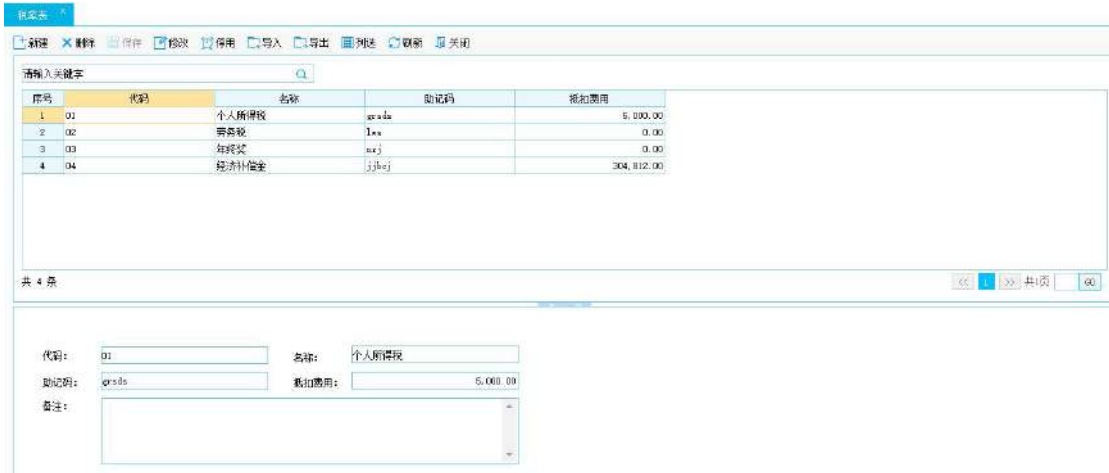 税率表 ×
新建 删除 保存 修改 停用 导入 导出 列选 刷新 关闭
请输入关键字
序号 代码 名称 助记码 抵扣费用
1 01 个人所得税 grsds 5,000.00
2 02 劳务税 lws 0.00
3 03 年终奖 nzj 0.00
4 04 经济补偿金 jjbcj 304,812.00
共 4 条
<< 1 >> 共1页 GO
代码: 01 名称: 个人所得税
助记码: grsds 抵扣费用: 5,000.00
备注: